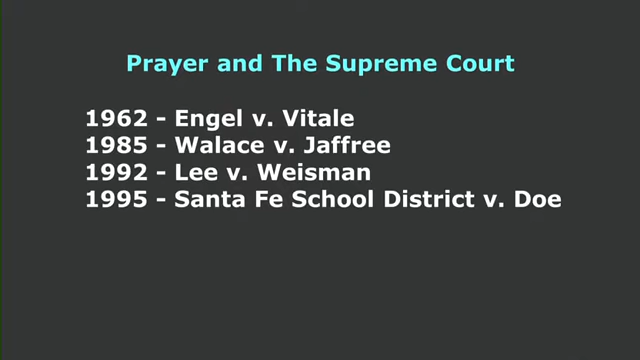 Prayer and The Supreme Court
1962 - Engel v. Vitale
1985 - Walace v. Jaffree
1992 - Lee v. Weisman
1995 - Santa Fe School District v. Doe